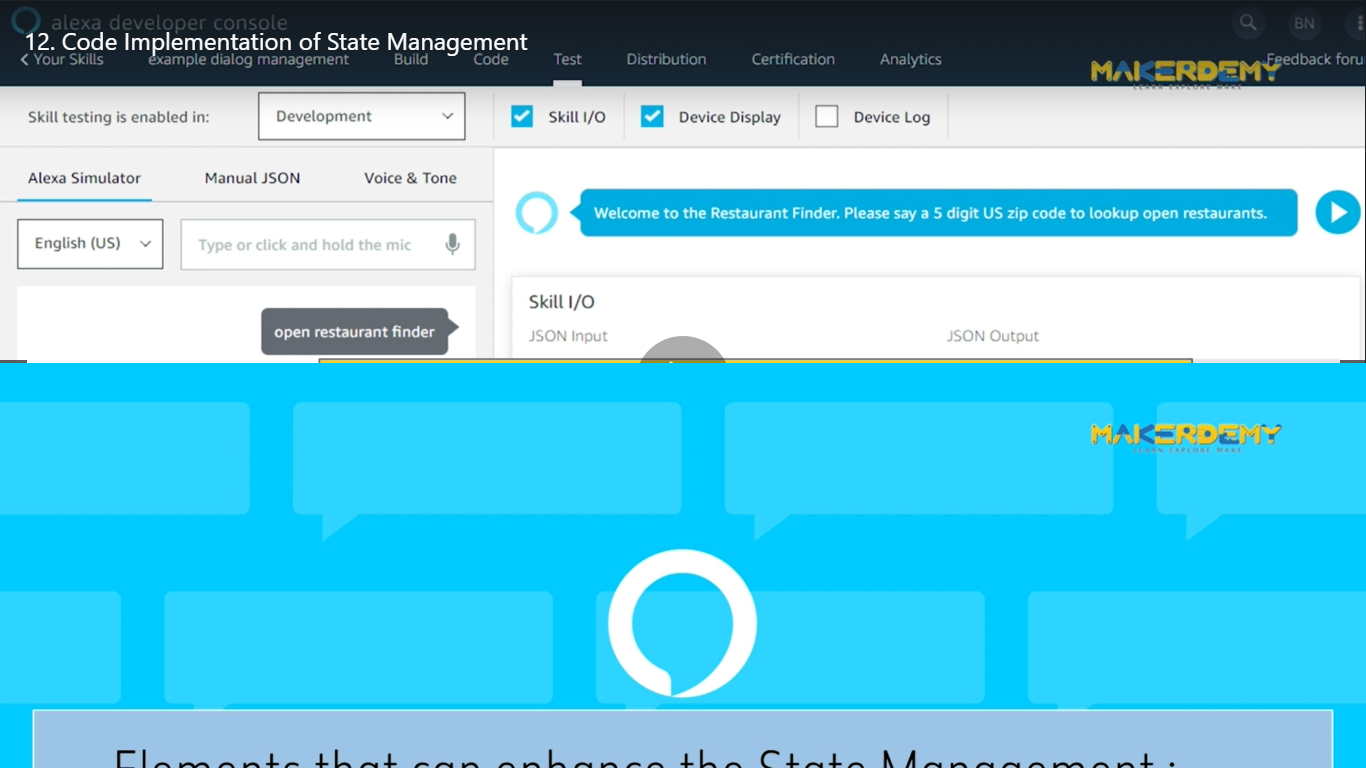 alexa developer console
BN
12. Code Implementation of State Management
Your Skills example dialog management Build Code Test Distribution Certification Analytics Feedback foru
MAKERDEMY
LEARN EXPLORE MAKE
Skill testing is enabled in: Development Skill I/O Device Display Device Log
Alexa Simulator Manual JSON Voice & Tone
Welcome to the Restaurant Finder. Please say a 5 digit US zip code to lookup open restaurants.
English (US) Type or click and hold the mic
Skill I/O
open restaurant finder
JSON Input JSON Output
MAKERDEMY
LEARN EXPLORE MAKE
Elements that can enhance the State Management :